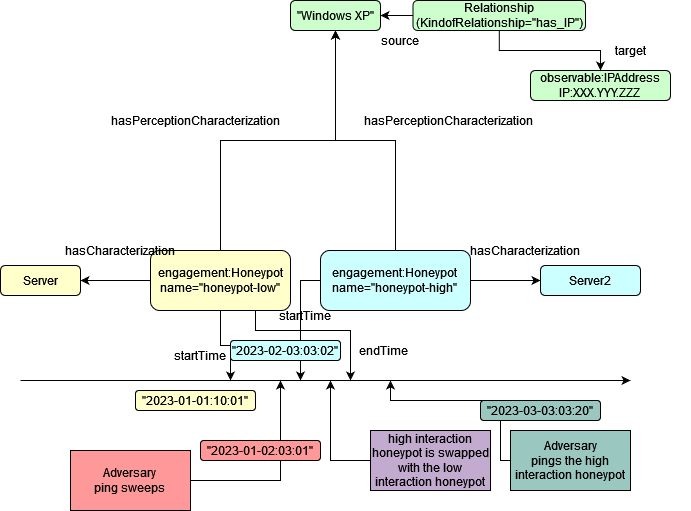 "Windows XP"
Relationship
(KindofRelationship="has_IP")
source
target
observable:IPAddress
IP:XXX.YYY.ZZZ
hasPerceptionCharacterization
hasPerceptionCharacterization
hasCharacterization
hasCharacterization
Server
engagement:Honeypot
name="honeypot-low"
engagement:Honeypot
name="honeypot-high"
Server2
startTime
startTime
"2023-02-03:03:02"
endTime
"2023-01-01:10:01"
"2023-03-03:03:20"
"2023-01-02:03:01"
Adversary
ping sweeps
high interaction
honeypot is swapped
with the low
interaction honeypot
Adversary
pings the high
interaction honeypot